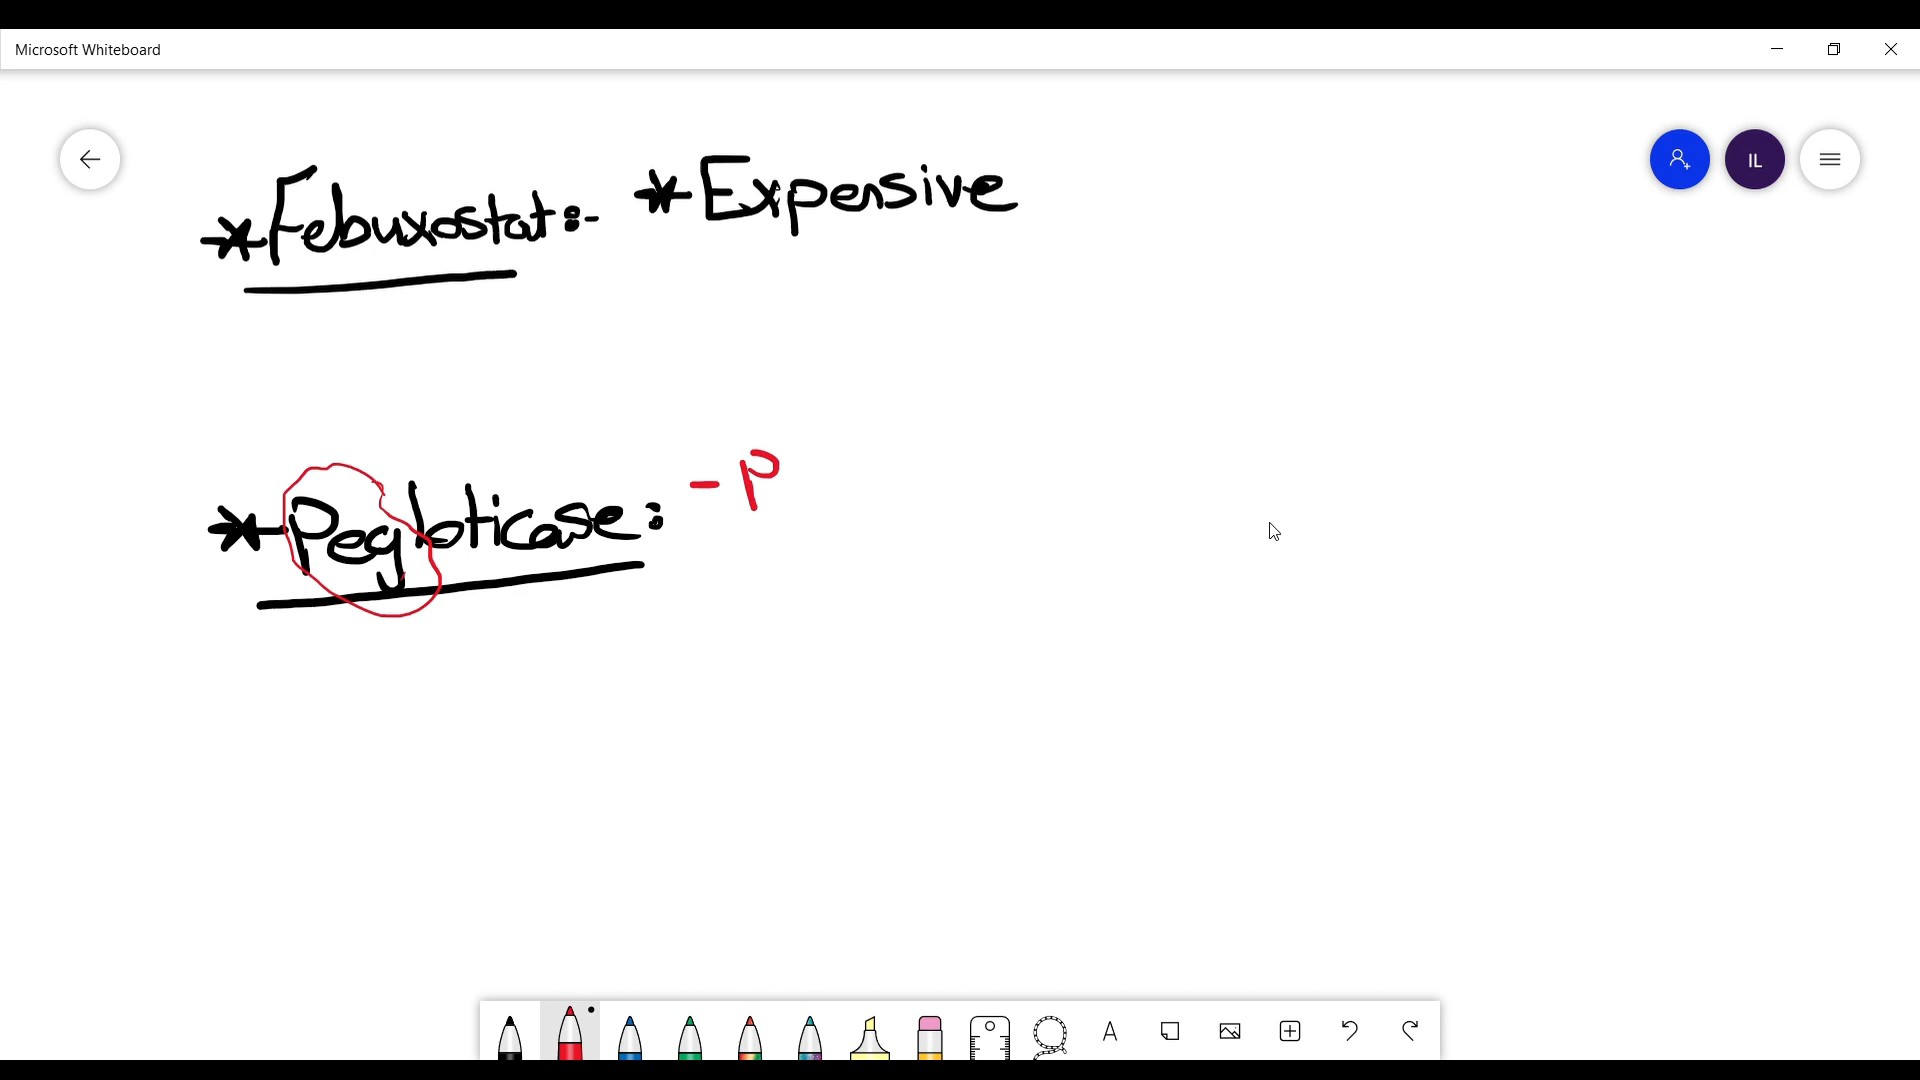 Microsoft Whiteboard
IL
*Febuxostat:- *Expensive
*Pegloticase: - P
A